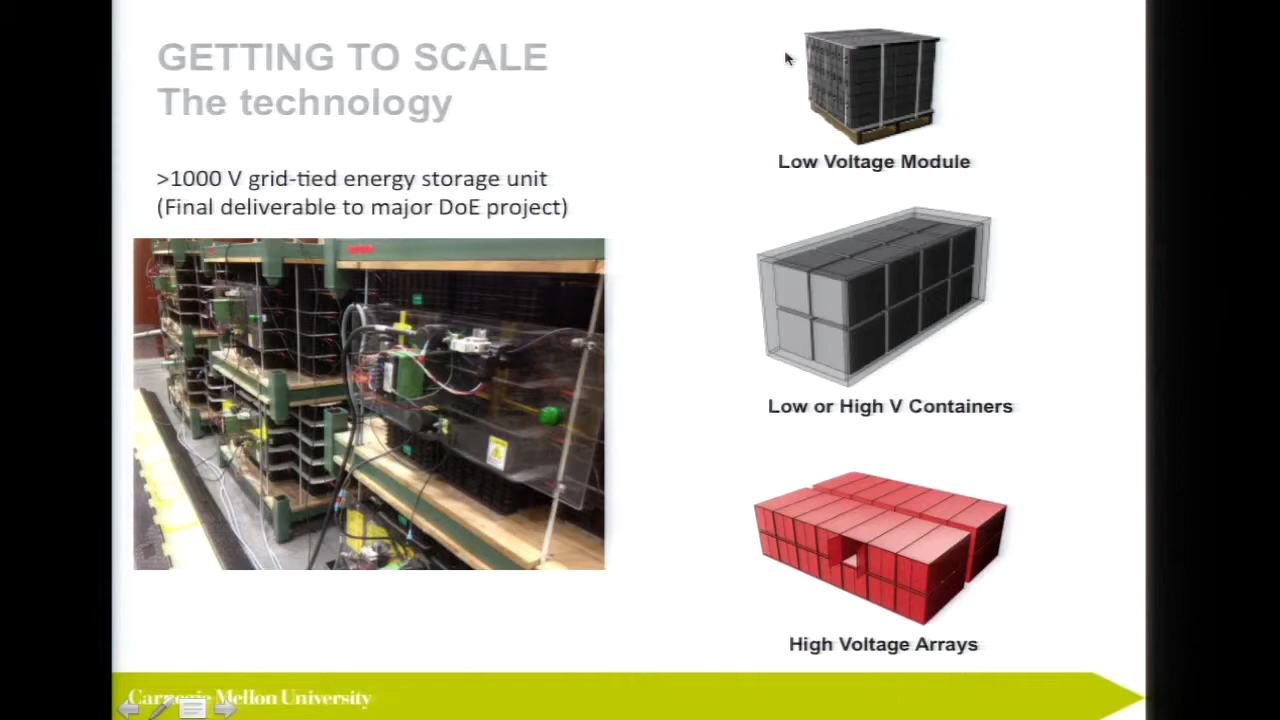 GETTING TO SCALE
The technology
>1000 V grid-tied energy storage unit
(Final deliverable to major DoE project)
Low Voltage Module
Low or High V Containers
High Voltage Arrays
Carnegie Mellon University